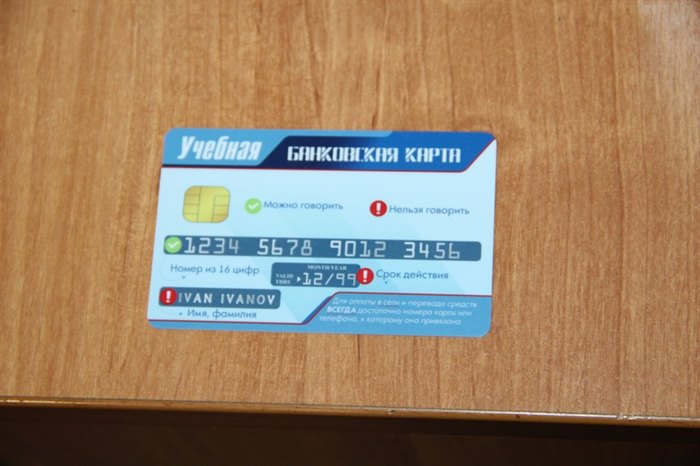 Учебная БАНКОВСКАЯ КАРТА
Можно говорить Нельзя говорить
1234 5678 9012 3456
Номер из 16 цифр
MONTH/YEAR
VALID THRU 12/99
Срок действия
IVAN IVANOV
Имя, фамилия
Для оплаты в сети и перевода средств
ВСЕГДА достаточно номера карты или
телефона, к которому она привязана